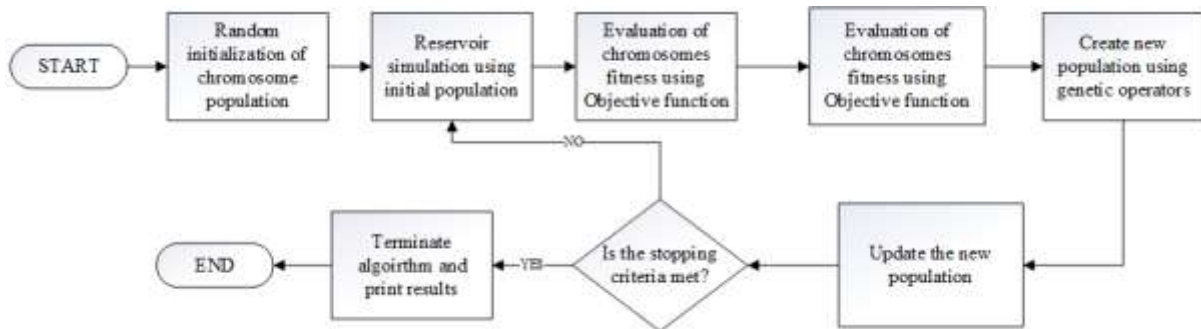 START
Random
initialization of
chromosome
population
Reservoir
simulation using
initial population
Evaluation of
chromosomes
fitness using
Objective function
Evaluation of
chromosomes
fitness using
Objective function
Create new
population using
genetic operators
NO
Update the new
population
Is the stopping
criteria met?
YES
Terminate
algoirthm and
print results
END